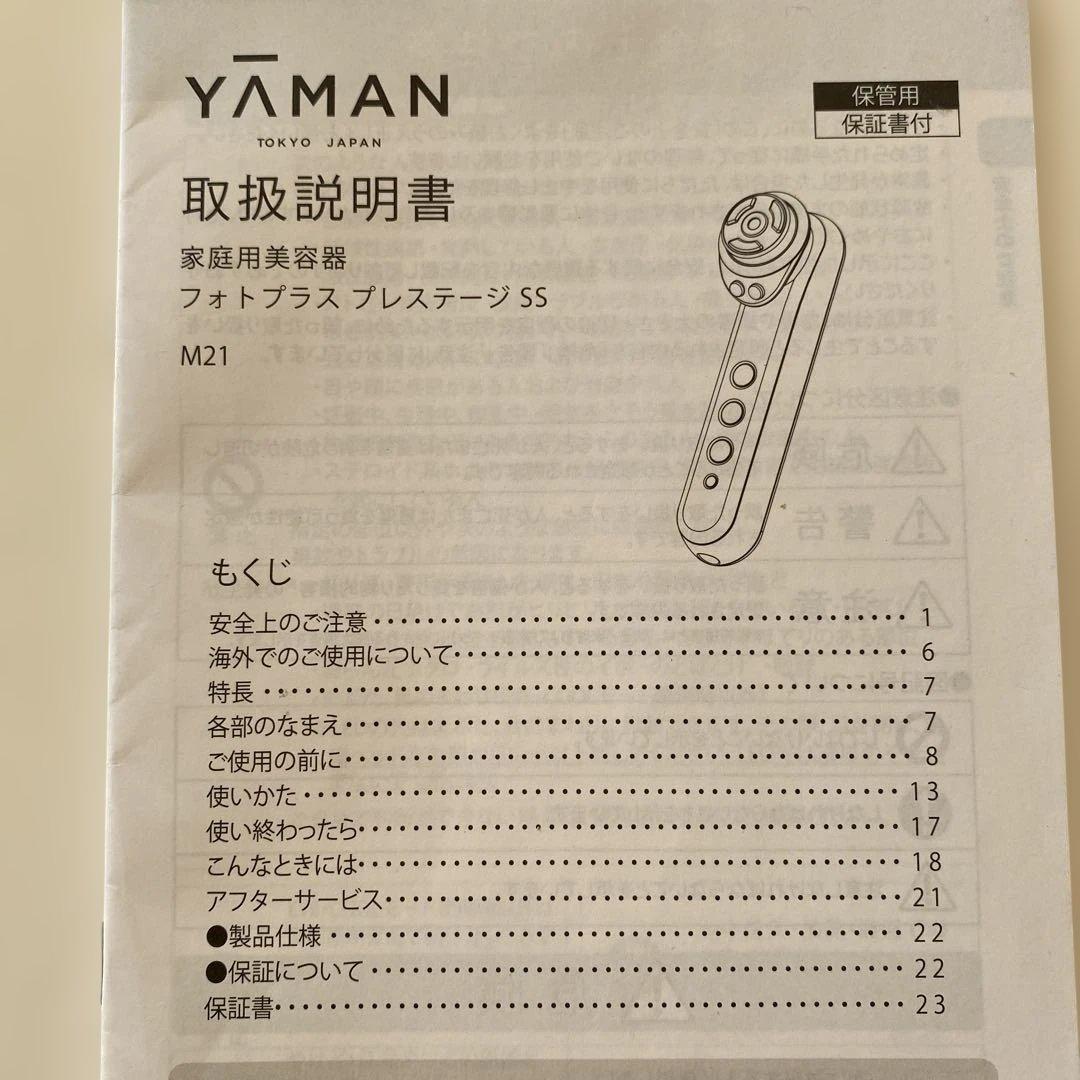 YAMAN
TOKYO JAPAN
保管用
保証書付
取扱説明書
家庭用美容器
フォトプラス プレステージ SS
M21
もくじ
安全上のご注意・・・・・・・・・・・・・・・・・・・・・・・・・・・・・・・・・・・・ 1
海外でのご使用について・・・・・・・・・・・・・・・・・・・・・・・・・・・・・・ 6
特長・・・・・・・・・・・・・・・・・・・・・・・・・・・・・・・・・・・・・・・・・・・ 7
各部のなまえ・・・・・・・・・・・・・・・・・・・・・・・・・・・・・・・・・・・・・ 7
ご使用の前に・・・・・・・・・・・・・・・・・・・・・・・・・・・・・・・・・・・・・ 8
使いかた・・・・・・・・・・・・・・・・・・・・・・・・・・・・・・・・・・・・・・・ 13
使い終わったら・・・・・・・・・・・・・・・・・・・・・・・・・・・・・・・・・・・ 17
こんなときには・・・・・・・・・・・・・・・・・・・・・・・・・・・・・・・・・・・ 18
アフターサービス・・・・・・・・・・・・・・・・・・・・・・・・・・・・・・・・・ 21
●製品仕様・・・・・・・・・・・・・・・・・・・・・・・・・・・・・・・・・・・・・ 22
●保証について・・・・・・・・・・・・・・・・・・・・・・・・・・・・・・・・・・ 22
保証書・・・・・・・・・・・・・・・・・・・・・・・・・・・・・・・・・・・・・・・・ 23